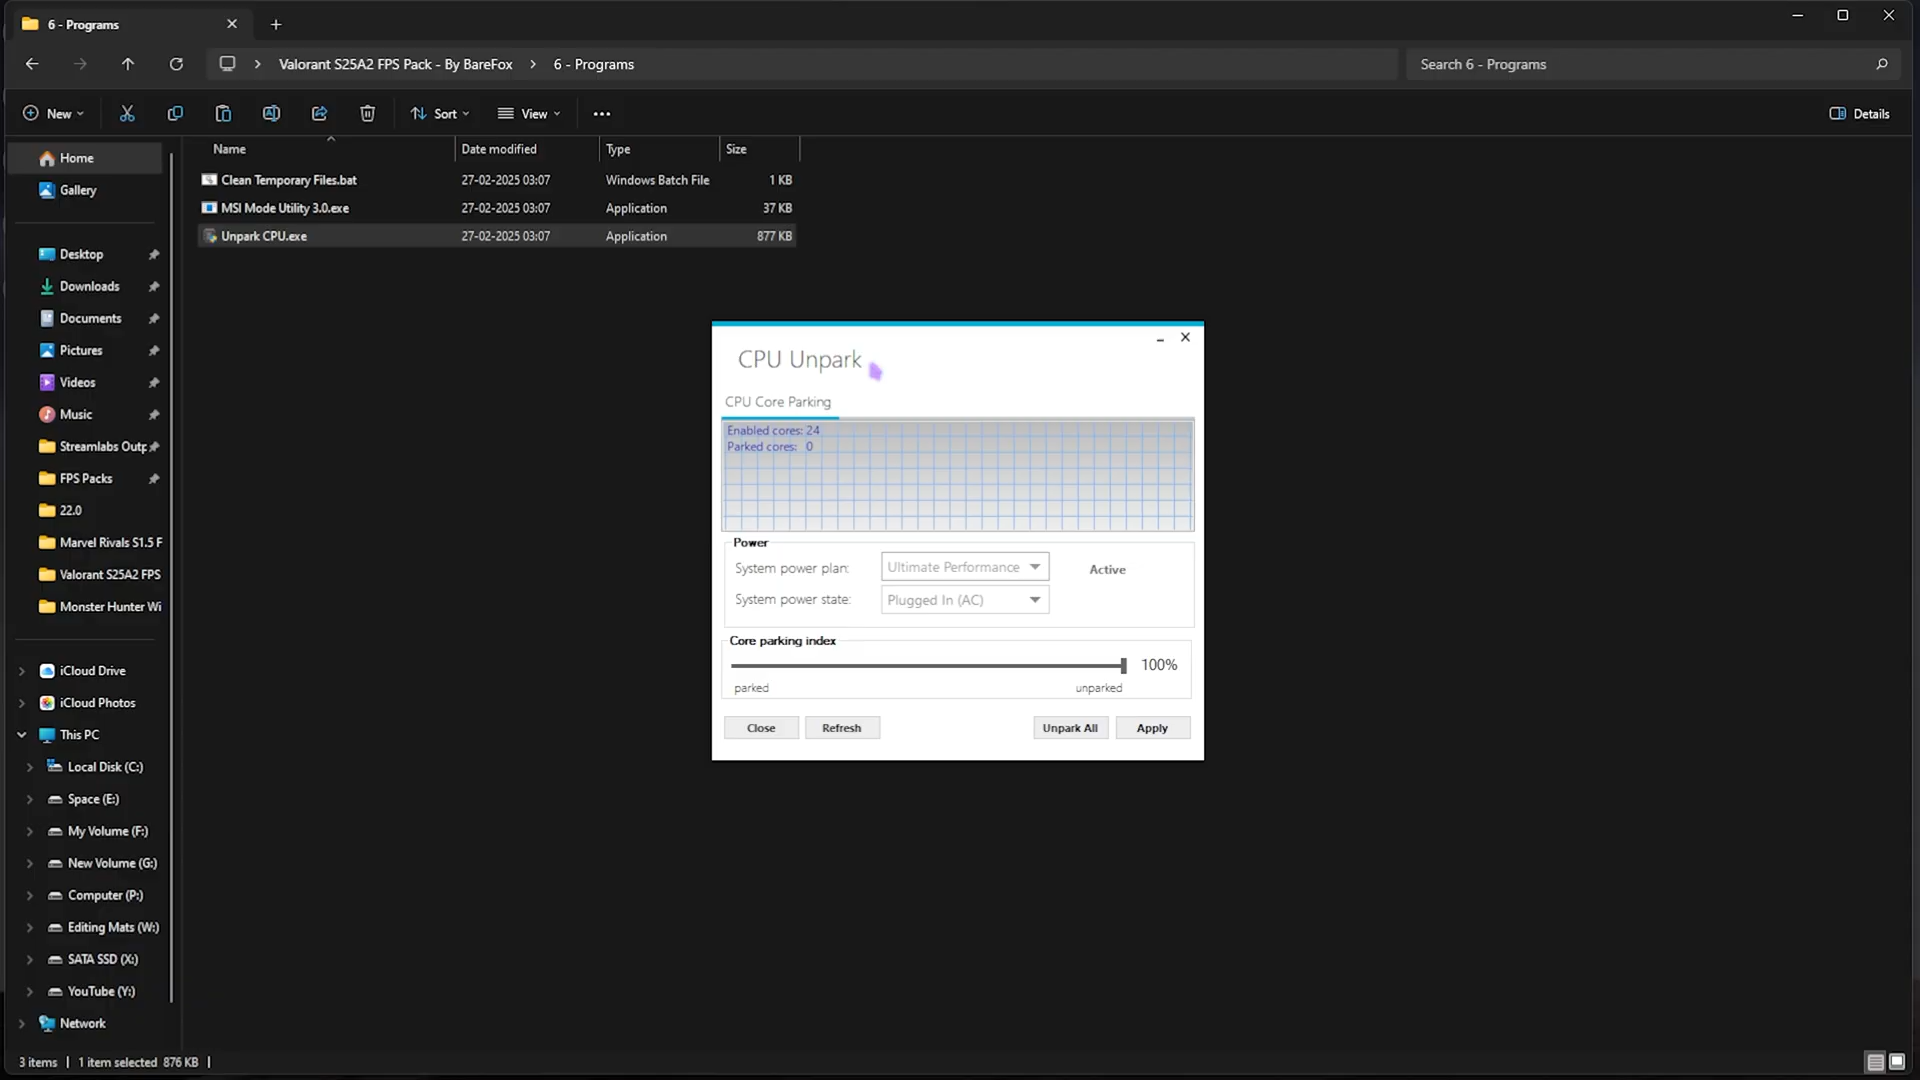 6 - Programs
Valorant S25A2 FPS Pack - By BareFox
6 - Programs
Search 6 - Programs
New
Sort
View
Details
Name
Date modified
Type
Size
Clean Temporary Files.bat
27-02-2025 03:07
Windows Batch File
1 KB
MSI Mode Utility 3.0.exe
27-02-2025 03:07
Application
37 KB
Unpark CPU.exe
27-02-2025 03:07
Application
877 KB
Home
Gallery
Desktop
Downloads
Documents
Pictures
Videos
Music
Streamlabs Outp
FPS Packs
22.0
Marvel Rivals S1.5 F
Valorant S25A2 FPS
Monster Hunter Wi
iCloud Drive
iCloud Photos
This PC
Local Disk (C:)
Space (E:)
My Volume (F:)
New Volume (G:)
Computer (P:)
Editing Mats (W:)
SATA SSD (X:)
YouTube (Y:)
Network
CPU Unpark
CPU Core Parking
Enabled cores: 24
Parked cores: 0
Power
System power plan:
Ultimate Performance
Active
System power state:
Plugged In (AC)
Core parking index
100%
parked
unparked
Close
Refresh
Unpark All
Apply
3 items
1 item selected 876 KB